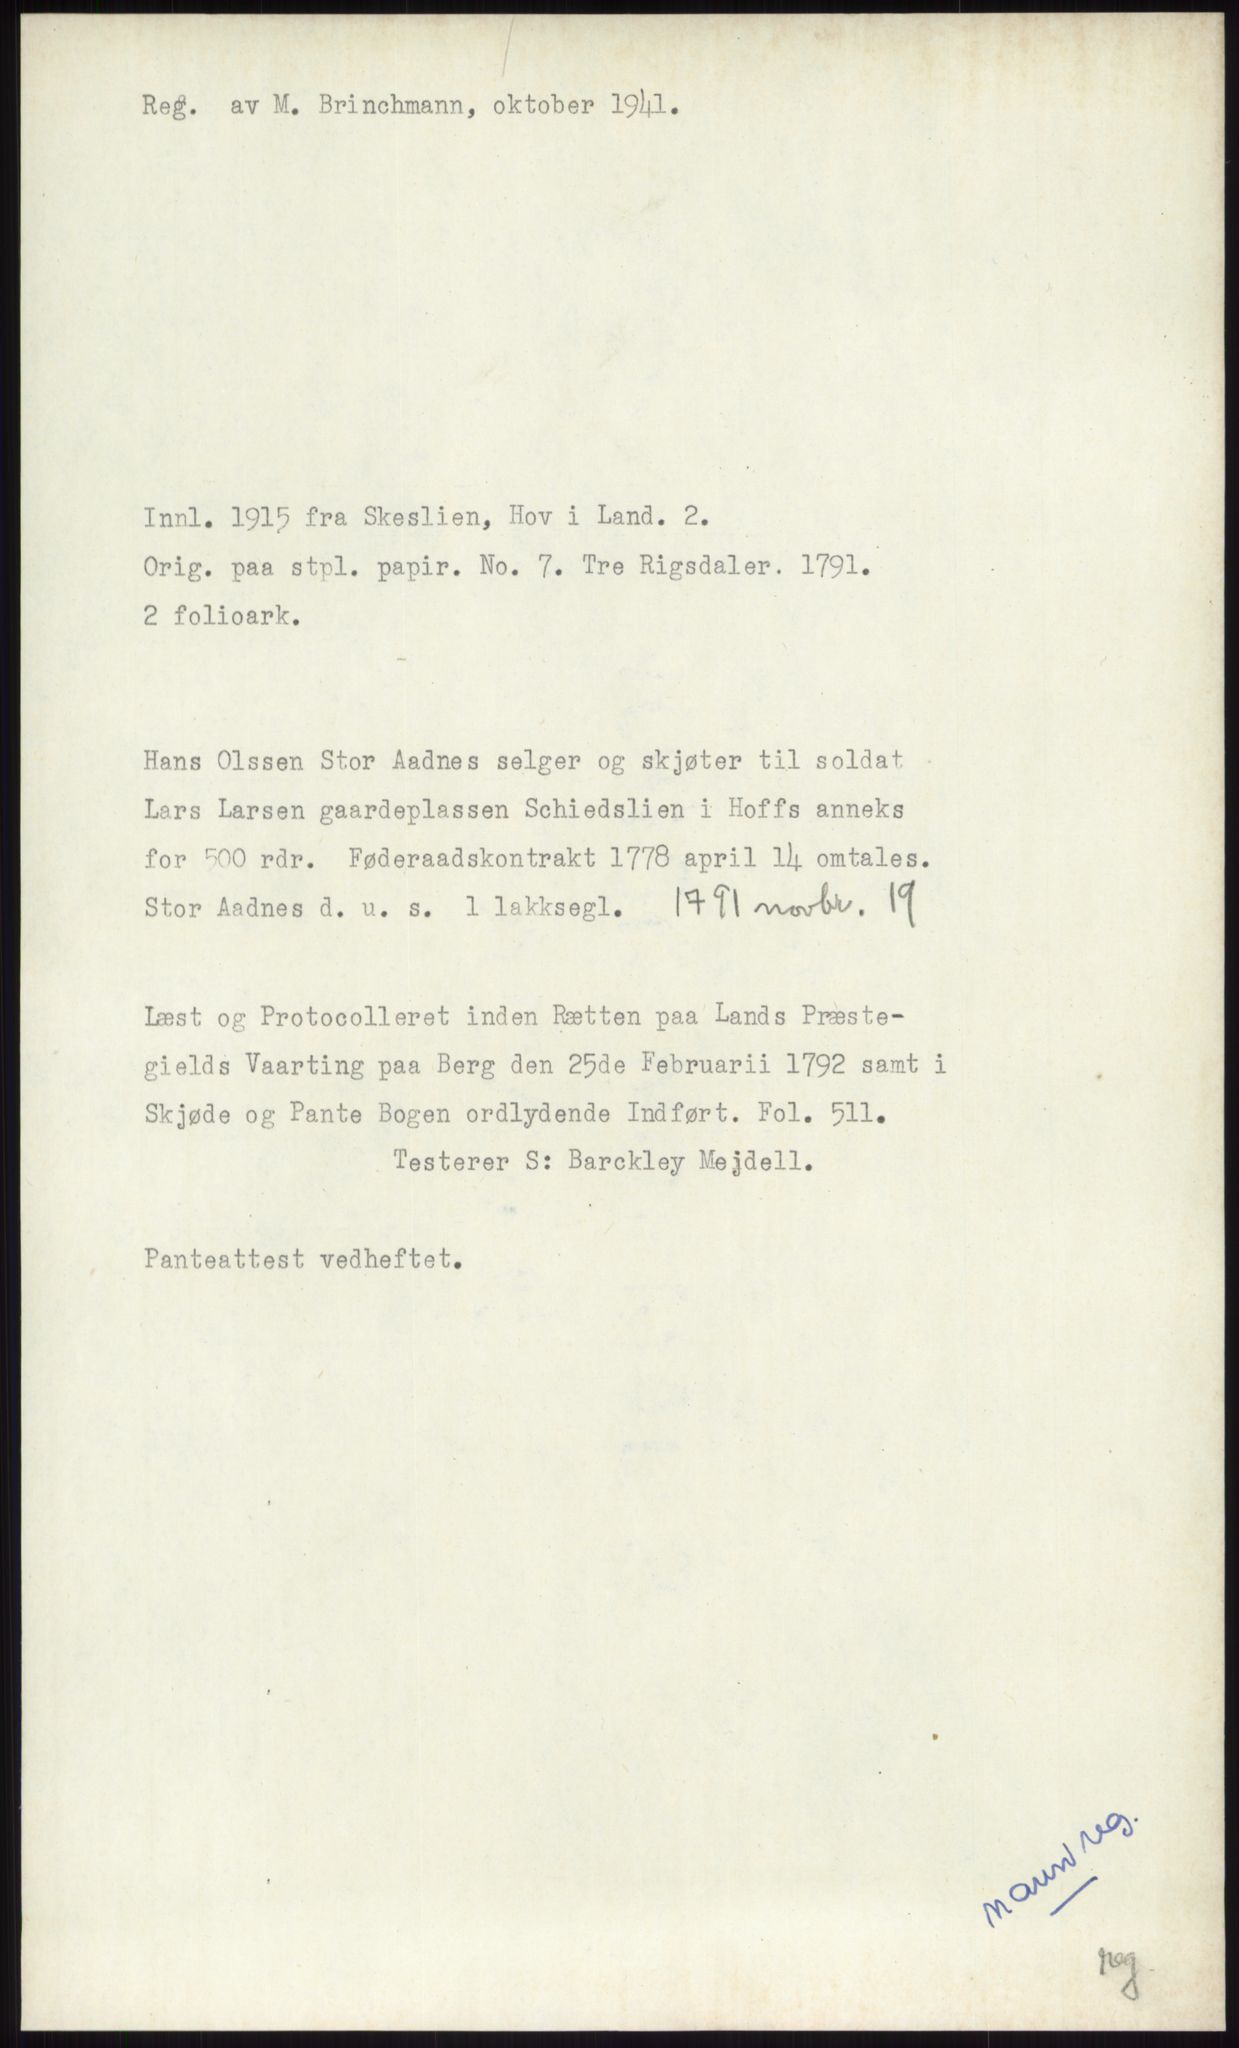 Reg. av M. Brinchmann, oktober 1941.
Innl. 1915 fra Skeslien, Hov i Land. 2.
Orig. paa stpl. papir. No. 7. Tre Rigsdaler. 1791.
2 folioark.
Hans Olssen Stor Aadnes selger og skjøter til soldat
Lars Larsen gaardeplassen Schiedslien i Hoffs anneks
for 500 rdr. Føderaadskontrakt 1778 april 14 omtales.
Stor Aadnes d. u. s. 1 lakksegl. 1791 novbr. 19
Læst og Protocolleret inden Rætten paa Lands Præste-
gields Vaarting paa Berg den 25de Februarii 1792 samt i
Skjøde og Pante Bogen ordlydende Indført. Fol. 511.
Testerer S: Barckley Mejdell.
Panteattest vedheftet.
navnreg.
reg